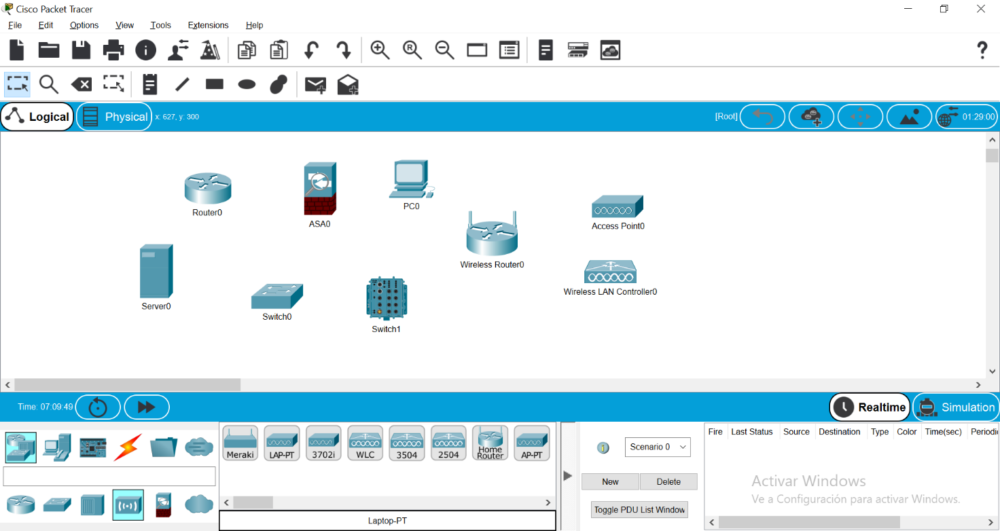 Cisco Packet Tracer
File Edit Options View Tools Extensions Help
R
?
Logical Physical x: 627, y: 300 [Root] 01:29:00
Router0
ASA0
PC0
Wireless Router0
Access Point0
Server0
Switch0
Switch1
Wireless LAN Controller0
Time: 07:09:49 Realtime Simulation
Meraki LAP-PT 3702i WLC 3504 2504 Home Router AP-PT
Laptop-PT
Scenario 0
New Delete
Toggle PDU List Window
Fire Last Status Source Destination Type Color Time(sec) Periodi
Activar Windows
Ve a Configuración para activar Windows.